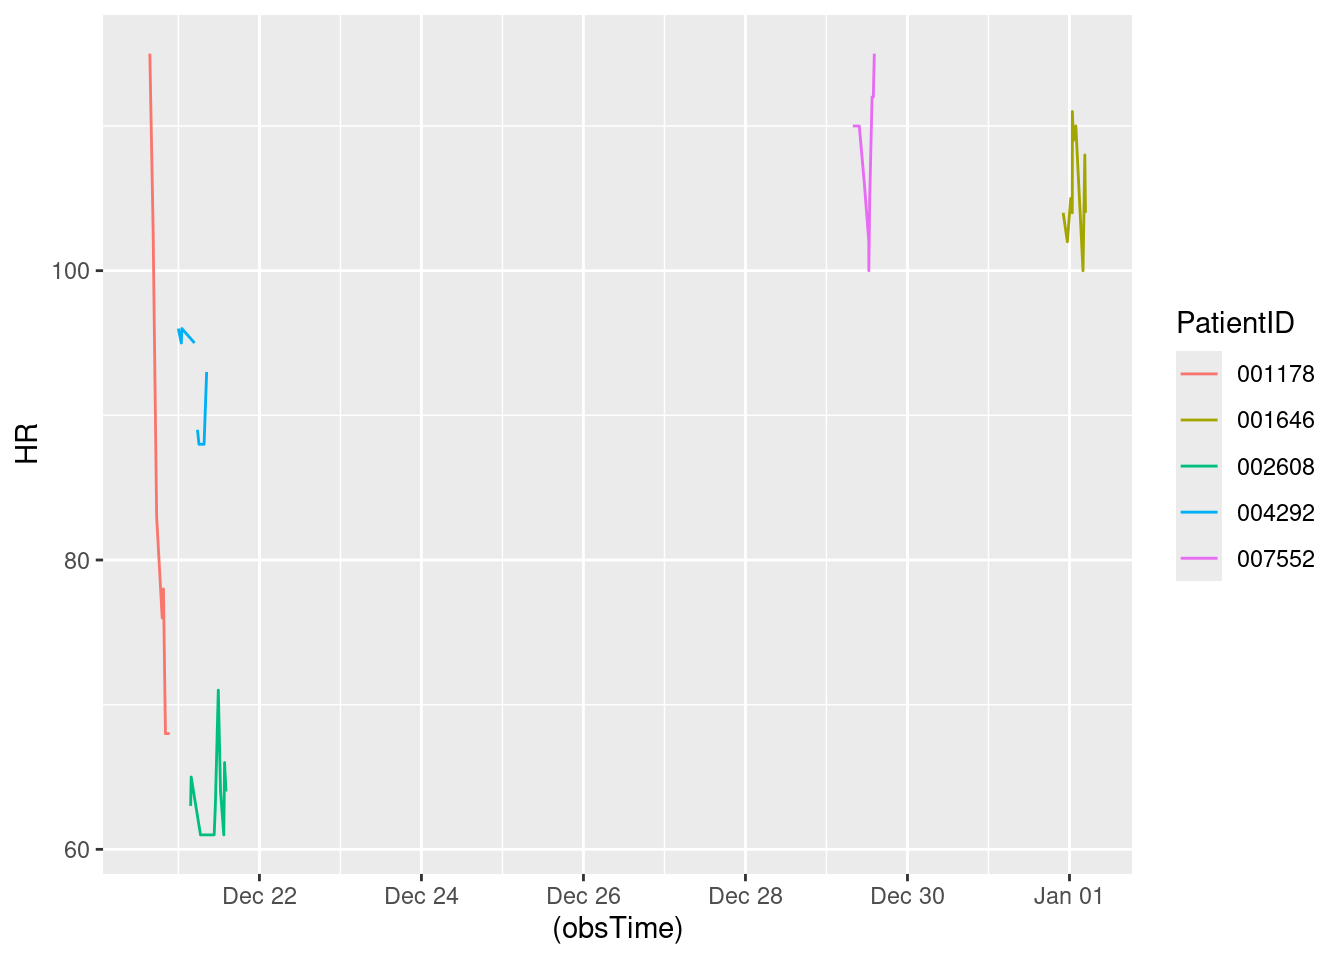 HR
100
80
60
Dec 22
Dec 24
Dec 26
Dec 28
Dec 30
Jan 01
(obsTime)
PatientID
001178
001646
002608
004292
007552